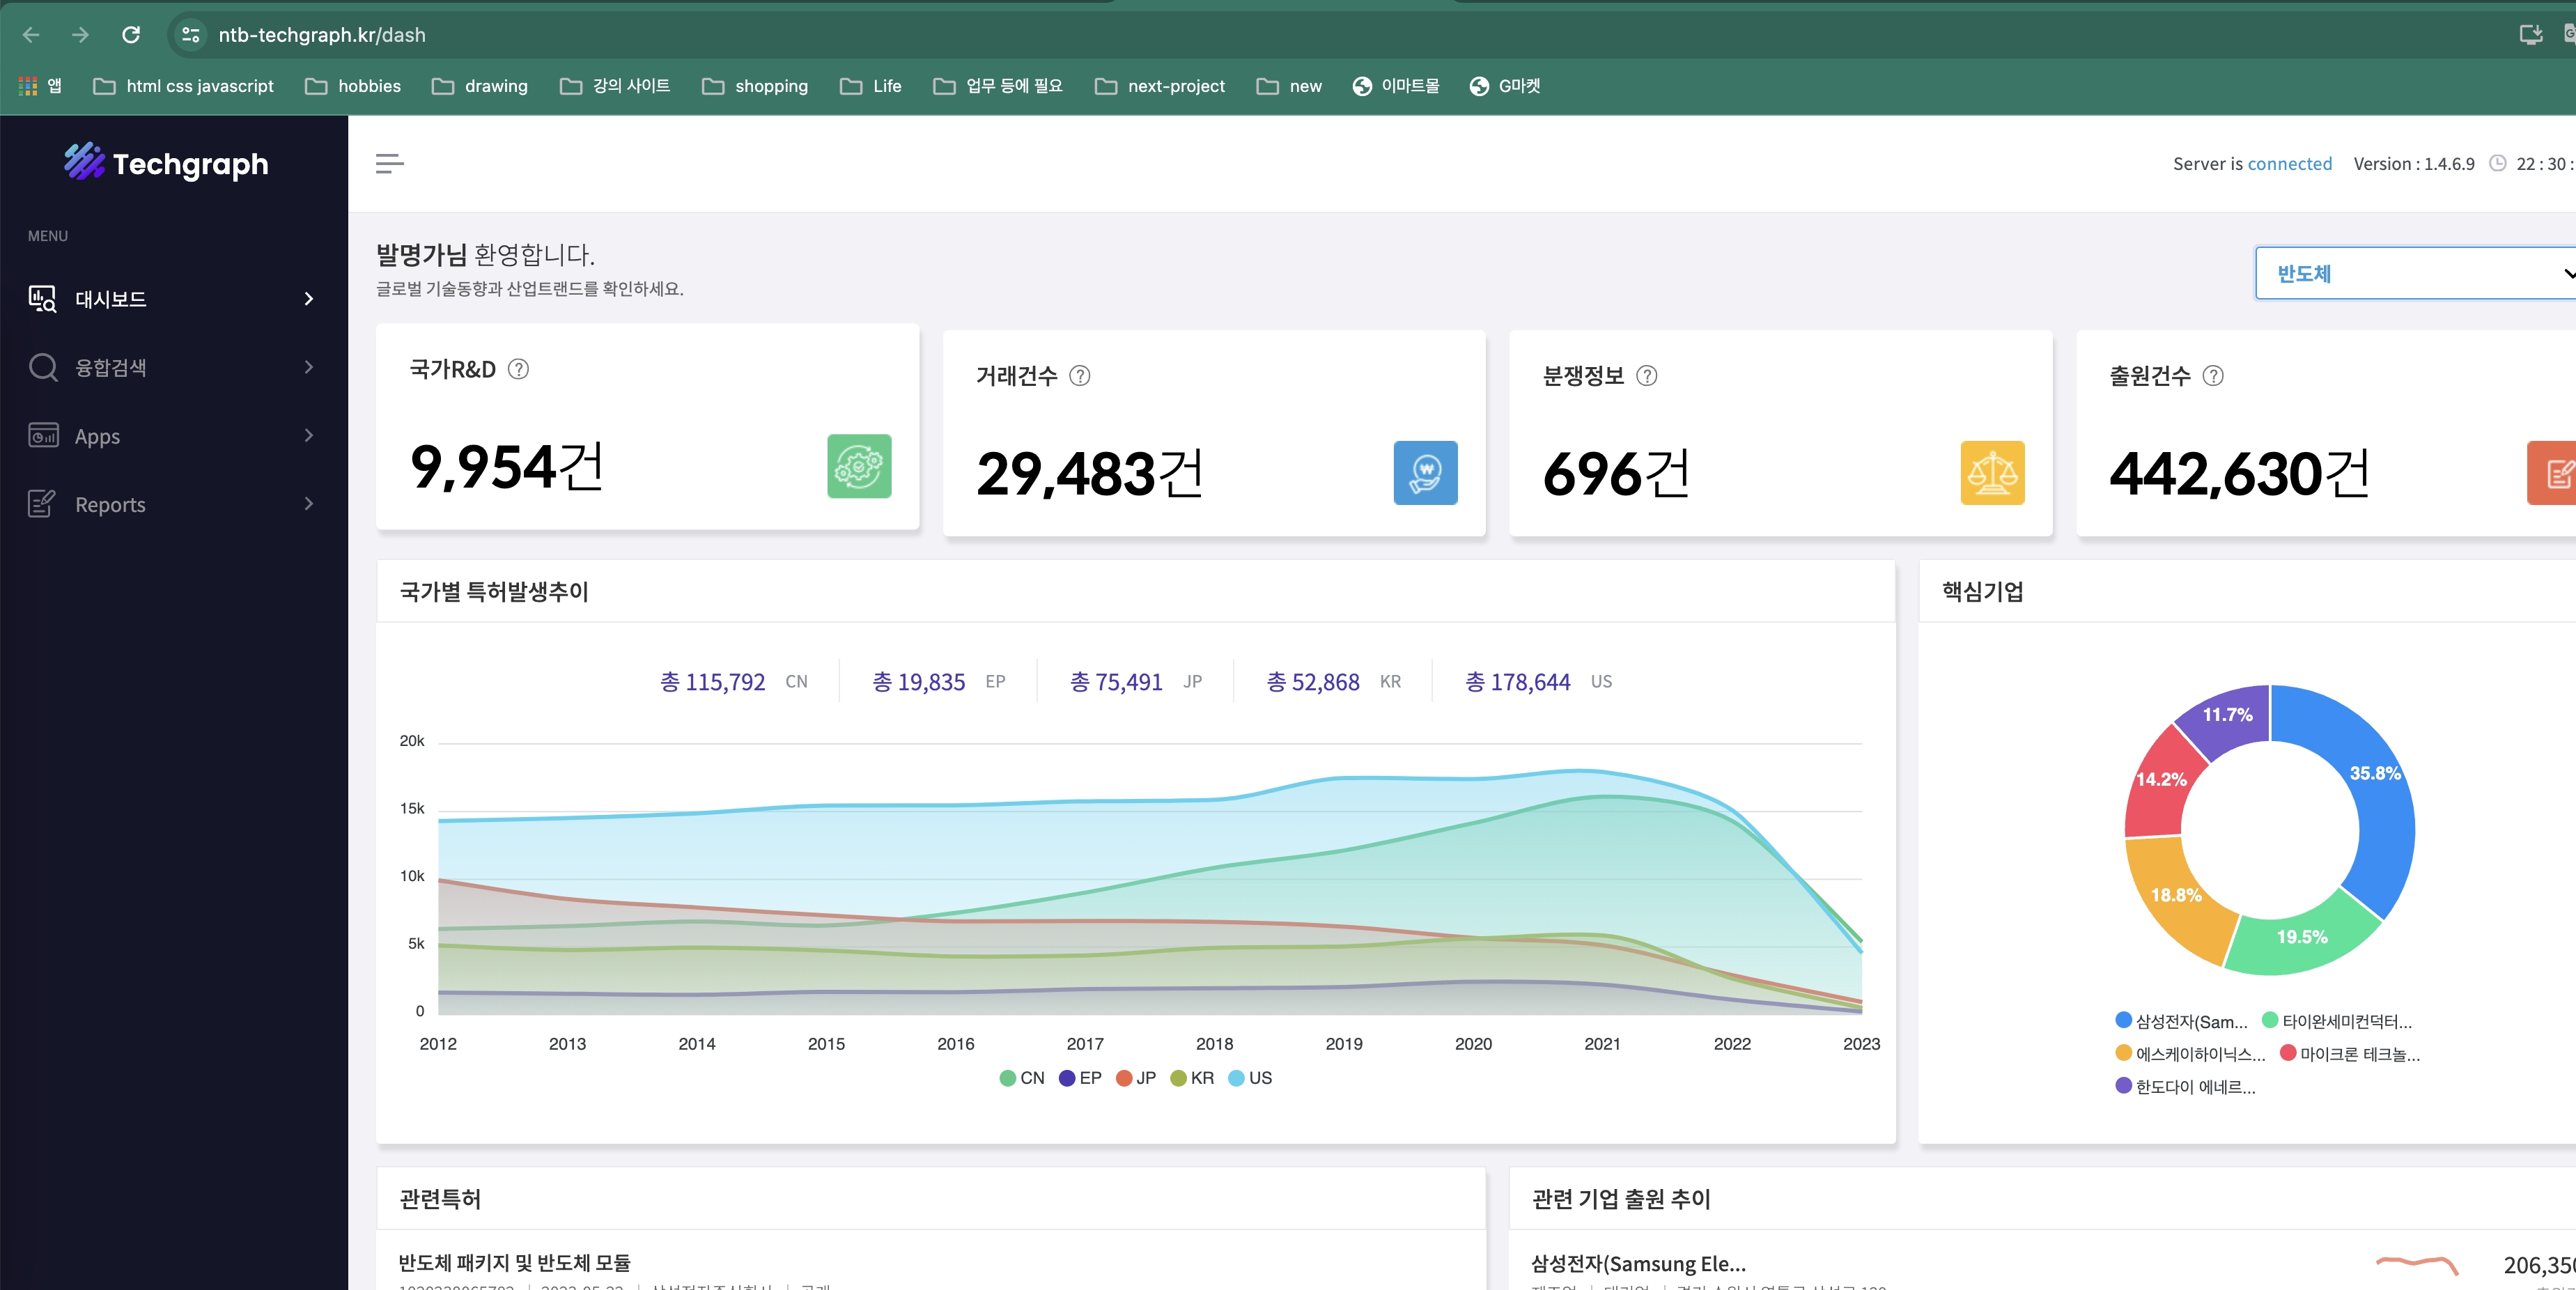 ntb-techgraph.kr/dash
앱 html css javascript hobbies drawing 강의 사이트 shopping Life 업무 등에 필요 next-project new 이마트몰 G마켓
Techgraph
Server is connected Version : 1.4.6.9 22 : 30 :
MENU
대시보드
융합검색
Apps
Reports
발명가님 환영합니다.
글로벌 기술동향과 산업트랜드를 확인하세요.
반도체
국가R&D ?
9,954건
거래건수 ?
29,483건
분쟁정보 ?
696건
출원건수 ?
442,630건
국가별 특허발생추이
총 115,792 CN 총 19,835 EP 총 75,491 JP 총 52,868 KR 총 178,644 US
20k
15k
10k
5k
0
2012 2013 2014 2015 2016 2017 2018 2019 2020 2021 2022 2023
CN EP JP KR US
핵심기업
35.8%
19.5%
18.8%
14.2%
11.7%
삼성전자(Sam... 타이완세미컨덕터...
에스케이하이닉스... 마이크론 테크놀...
한도다이 에네르...
관련특허
반도체 패키지 및 반도체 모듈
관련 기업 출원 추이
삼성전자(Samsung Ele...